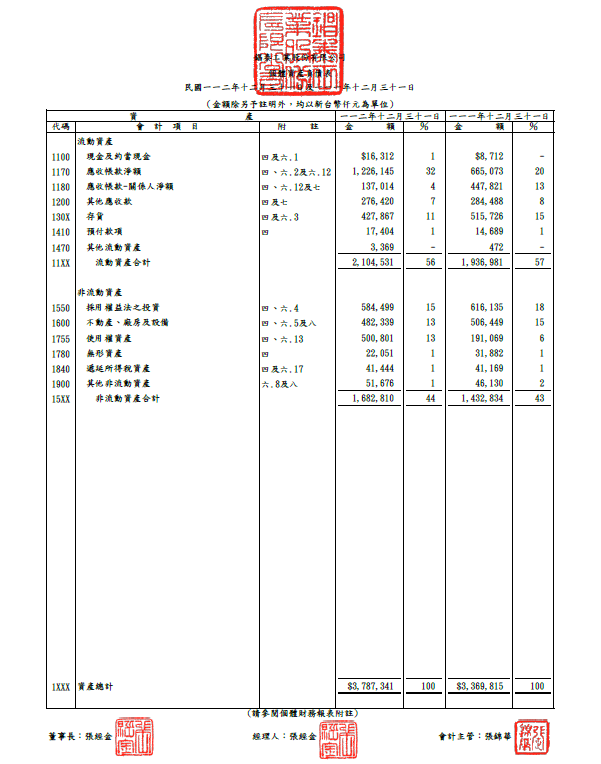 個體資產負債表
民國一一二年十二月三十一日及一一一年十二月三十一日
(金額除另予註明外，均以新台幣仟元為單位)
資 產 一一二年十二月三十一日 一一一年十二月三十一日
代碼 會計項目 附註 金額 % 金額 %
流動資產
1100 現金及約當現金 四及六.1 $16,312 1 $8,712 -
1170 應收帳款淨額 四、六.2及六.12 1,226,145 32 665,073 20
1180 應收帳款-關係人淨額 四、六.12及七 137,014 4 447,821 13
1200 其他應收款 四及七 276,420 7 284,488 8
130X 存貨 四及六.3 427,867 11 515,726 15
1410 預付款項 四 17,404 1 14,689 1
1470 其他流動資產 3,369 - 472 -
11XX 流動資產合計 2,104,531 56 1,936,981 57
非流動資產
1550 採用權益法之投資 四、六.4 584,499 15 616,135 18
1600 不動產、廠房及設備 四、六.5及八 482,339 13 506,449 15
1755 使用權資產 四、六.13 500,801 13 191,069 6
1780 無形資產 四 22,051 1 31,882 1
1840 遞延所得稅資產 四及六.17 41,444 1 41,169 1
1900 其他非流動資產 六.8及八 51,676 1 46,130 2
15XX 非流動資產合計 1,682,810 44 1,432,834 43
1XXX 資產總計 $3,787,341 100 $3,369,815 100
(請參閱個體財務報表附註)
董事長：張經金 經理人：張經金 會計主管：張錦華